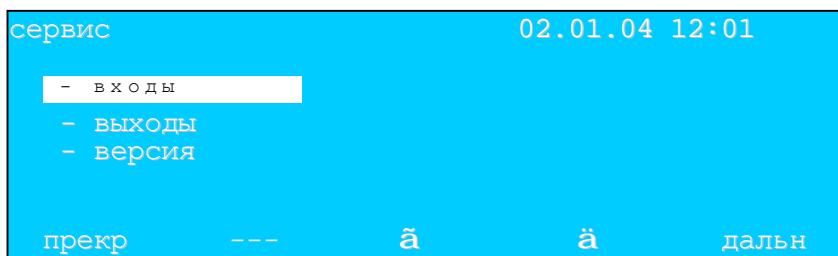 сервис 02.01.04 12:01
- входы
- выходы
- версия
прекр --- ã ä дальн